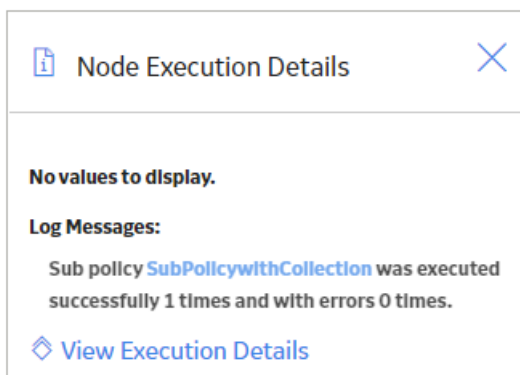 Node Execution Details
No values to display.
Log Messages:
Sub policy SubPolicywithCollection was executed
successfully 1 times and with errors 0 times.
View Execution Details